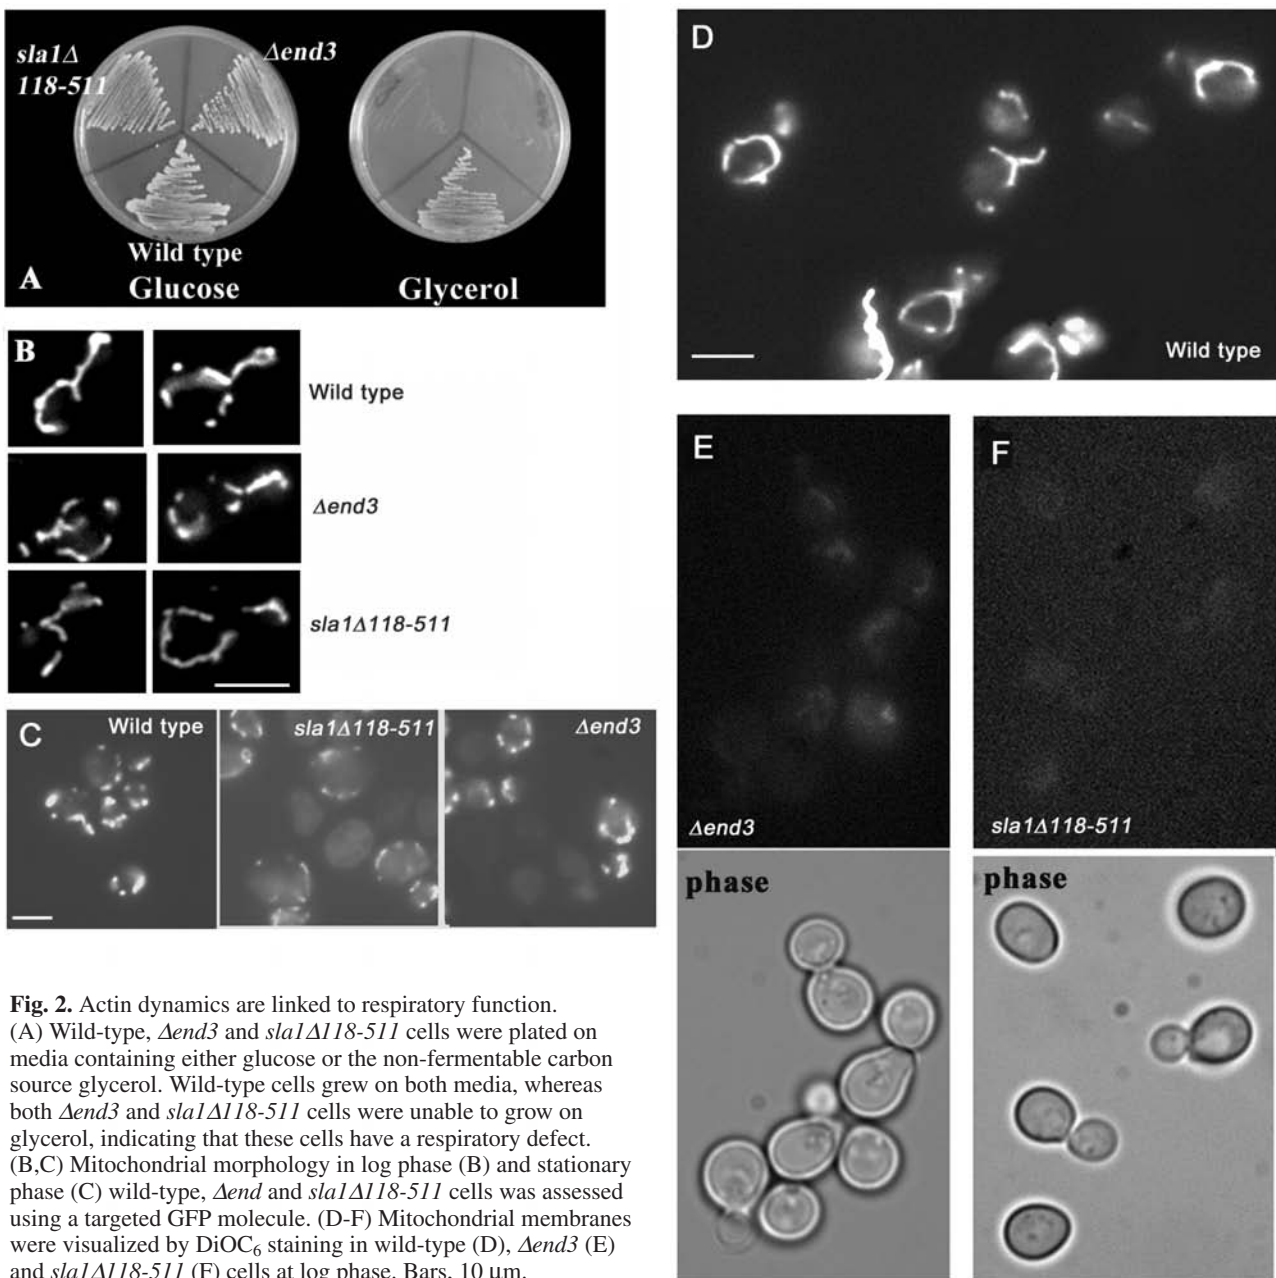 sla1Δ
118-511
Δend3
Wild type
A
Glucose
Glycerol
B
Wild type
Δend3
sla1Δ118-511
C
Wild type
sla1Δ118-511
Δend3
D
Wild type
E
Δend3
F
sla1Δ118-511
phase
phase
Fig. 2. Actin dynamics are linked to respiratory function.
(A) Wild-type, Δend3 and sla1Δ118-511 cells were plated on
media containing either glucose or the non-fermentable carbon
source glycerol. Wild-type cells grew on both media, whereas
both Δend3 and sla1Δ118-511 cells were unable to grow on
glycerol, indicating that these cells have a respiratory defect.
(B,C) Mitochondrial morphology in log phase (B) and stationary
phase (C) wild-type, Δend and sla1Δ118-511 cells was assessed
using a targeted GFP molecule. (D-F) Mitochondrial membranes
were visualized by DiOC₆ staining in wild-type (D), Δend3 (E)
and sla1Δ118-511 (F) cells at log phase. Bars, 10 μm.